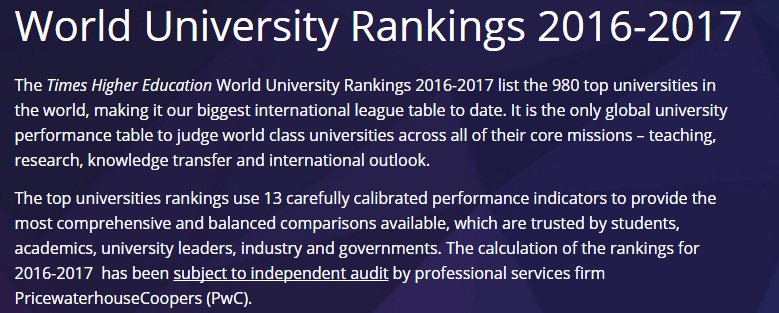 World University Rankings 2016-2017
The Times Higher Education World University Rankings 2016-2017 list the 980 top universities in
the world, making it our biggest international league table to date. It is the only global university
performance table to judge world class universities across all of their core missions – teaching,
research, knowledge transfer and international outlook.
The top universities rankings use 13 carefully calibrated performance indicators to provide the
most comprehensive and balanced comparisons available, which are trusted by students,
academics, university leaders, industry and governments. The calculation of the rankings for
2016-2017  has been subject to independent audit by professional services firm
PricewaterhouseCoopers (PwC).